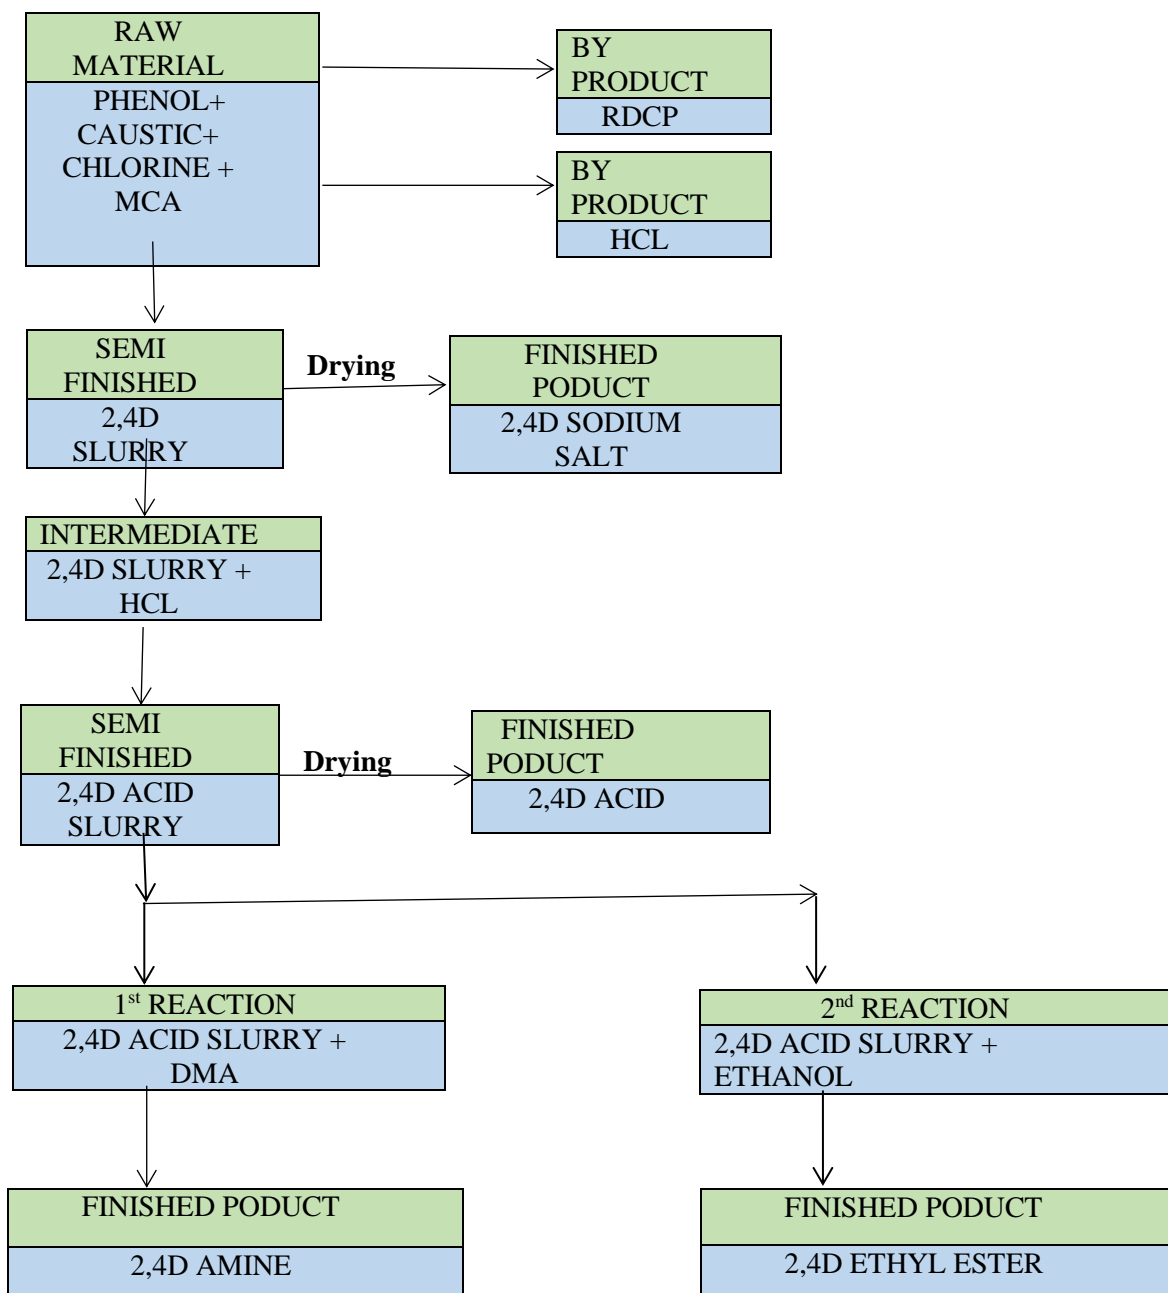 RAW
MATERIAL
PHENOL+
CAUSTIC+
CHLORINE +
MCA
BY
PRODUCT
RDCP
BY
PRODUCT
HCL
SEMI
FINISHED
2,4D
SLURRY
Drying
FINISHED
PODUCT
2,4D SODIUM
SALT
INTERMEDIATE
2,4D SLURRY +
HCL
SEMI
FINISHED
2,4D ACID
SLURRY
Drying
FINISHED
PODUCT
2,4D ACID
1st REACTION
2,4D ACID SLURRY +
DMA
2nd REACTION
2,4D ACID SLURRY +
ETHANOL
FINISHED PODUCT
2,4D AMINE
FINISHED PODUCT
2,4D ETHYL ESTER